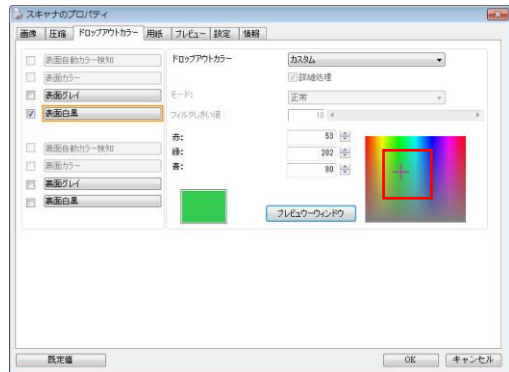 スキャナのプロパティ
画像 圧縮 ドロップアウトカラー 用紙 プレビュー 設定 情報
表面自動カラー検知
表面カラー
表面グレイ
表面白黒
裏面自動カラー検知
裏面カラー
裏面グレイ
裏面白黒
ドロップアウトカラー カスタム
詳細処理
モード: 正常
フィルタしきい値: 10
赤: 53
緑: 202
青: 80
プレビューウィンドウ
既定値 OK キャンセル